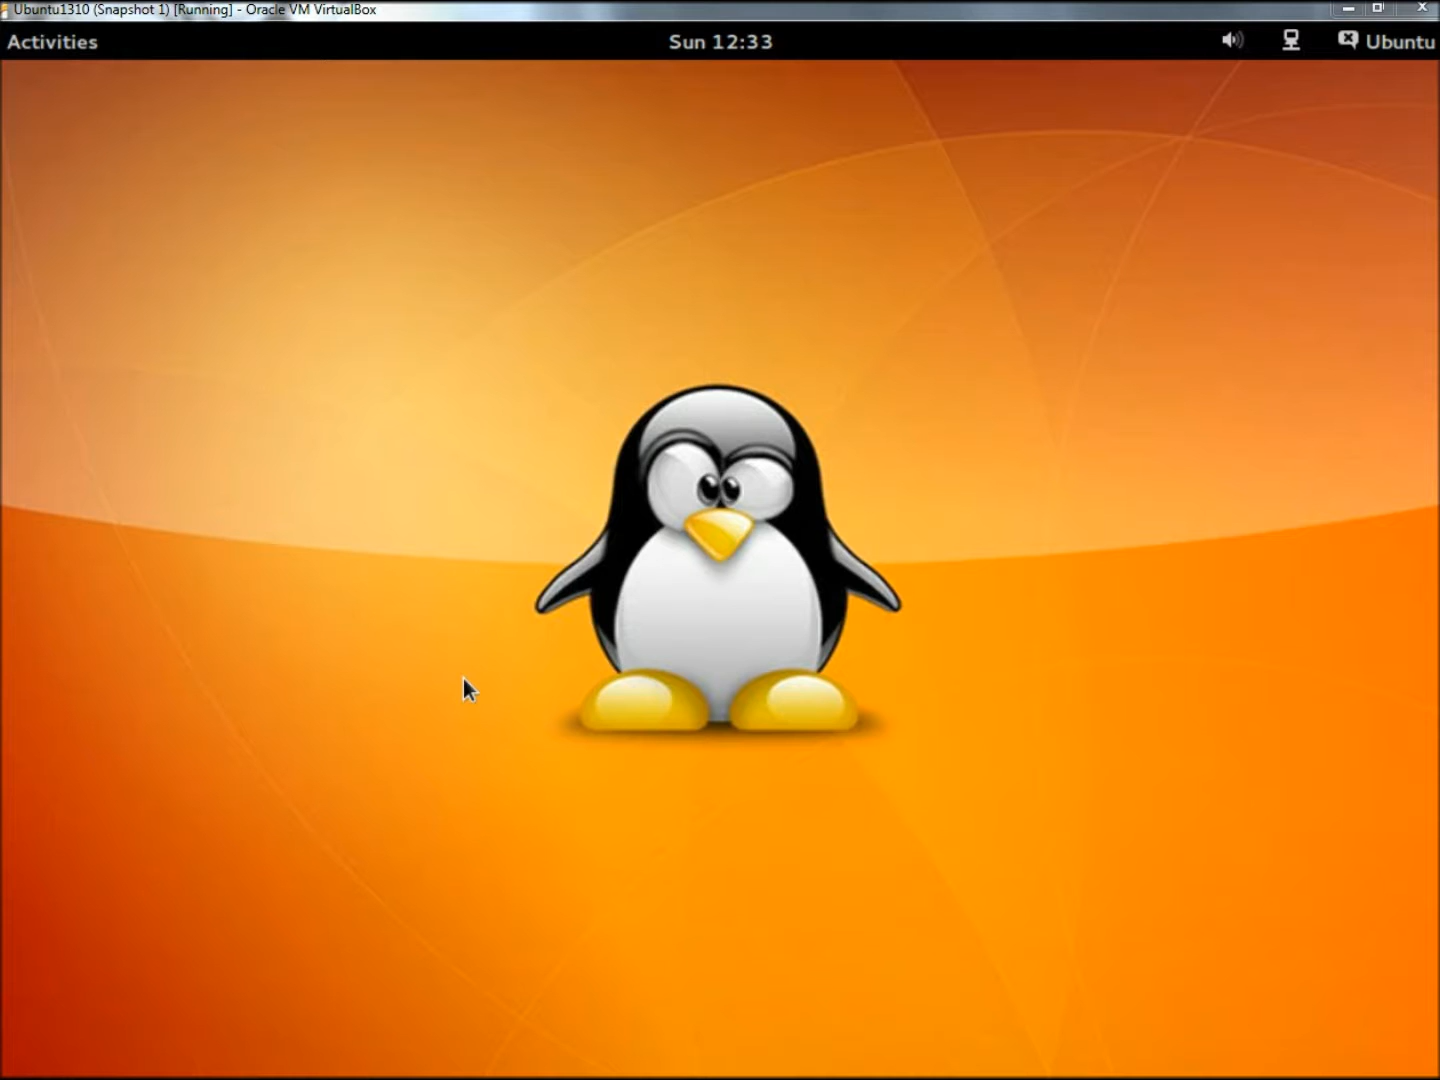 Ubuntu1310 (Snapshot 1) [Running] - Oracle VM VirtualBox
Activities
Sun 12:33
Ubuntu